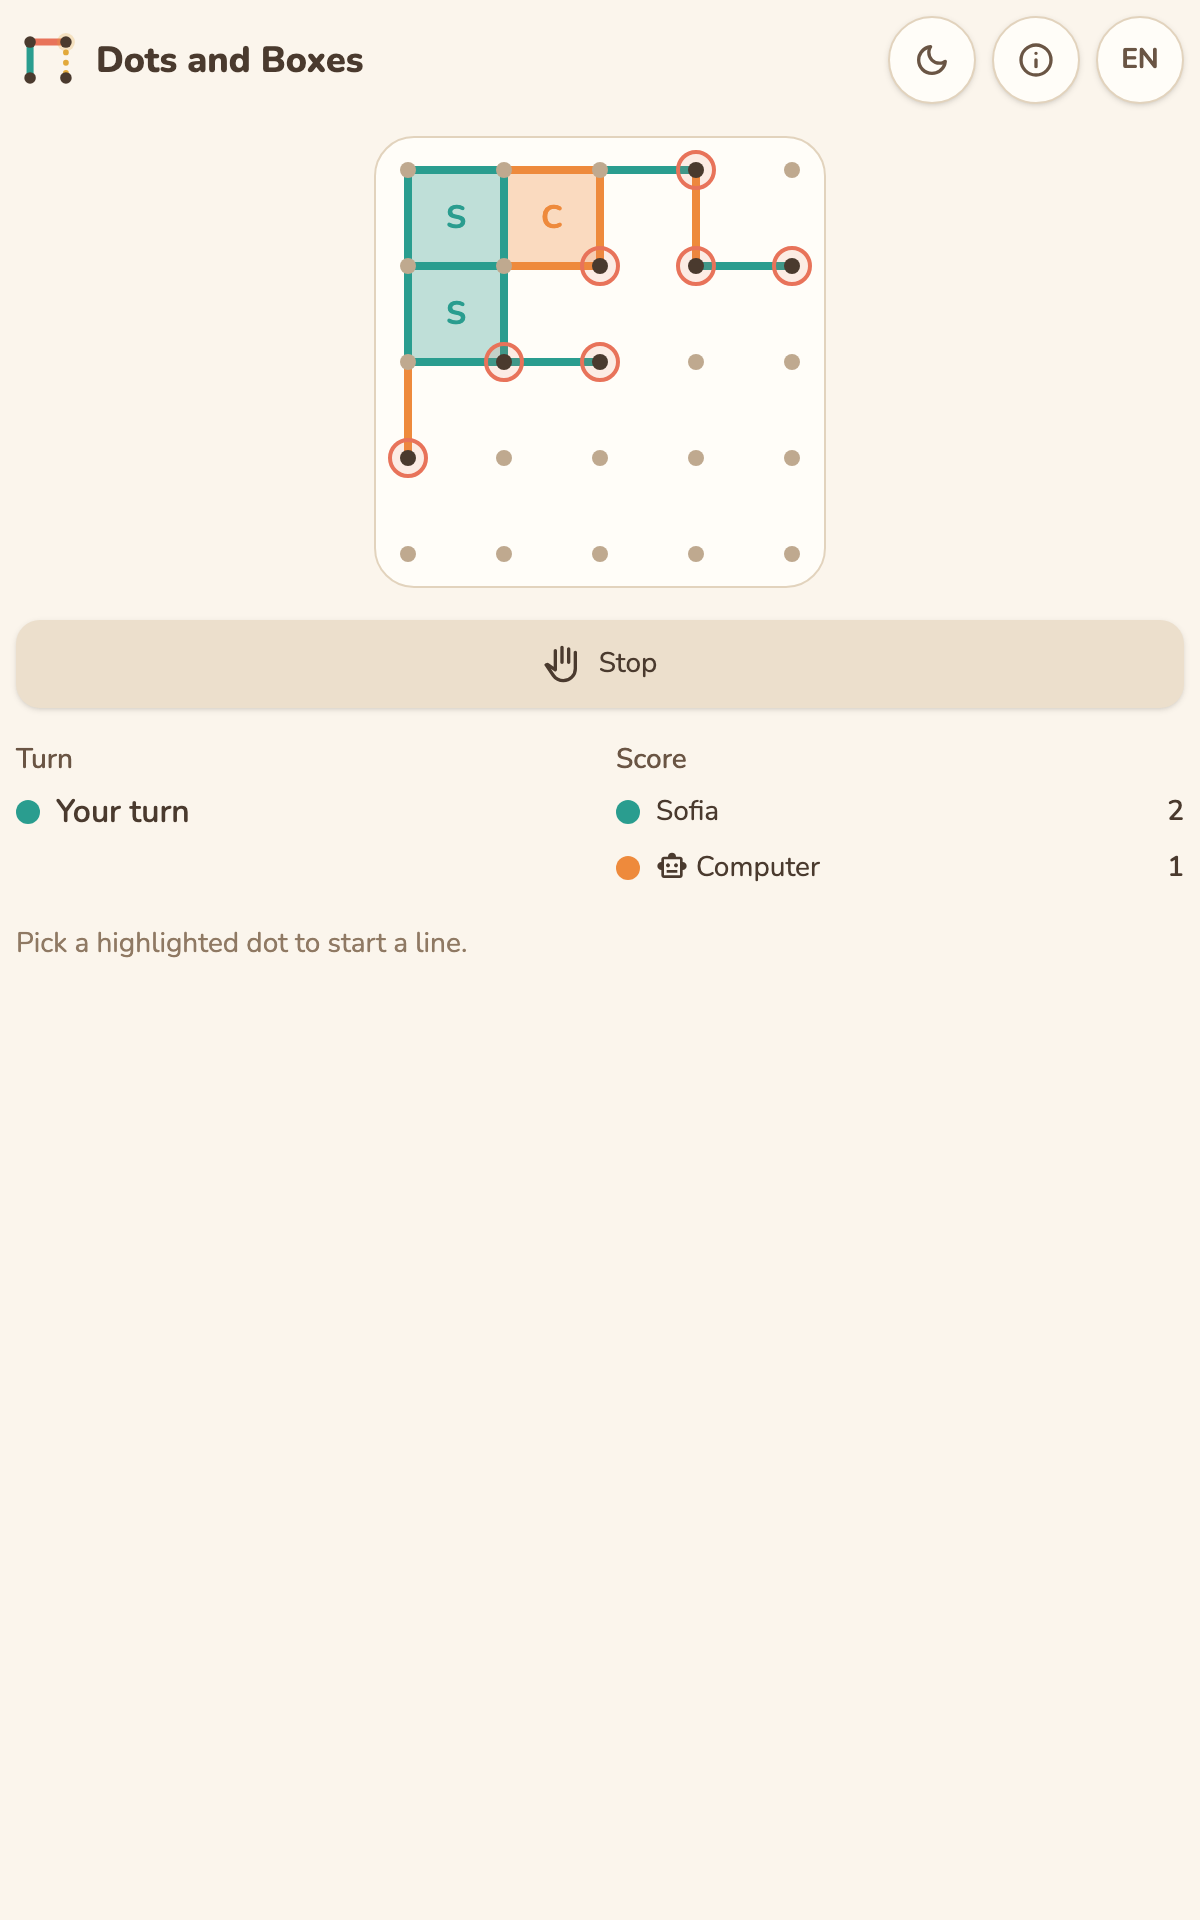 Dots and Boxes
EN
S C
S
Stop
Turn
Your turn
Score
Sofia 2
Computer 1
Pick a highlighted dot to start a line.